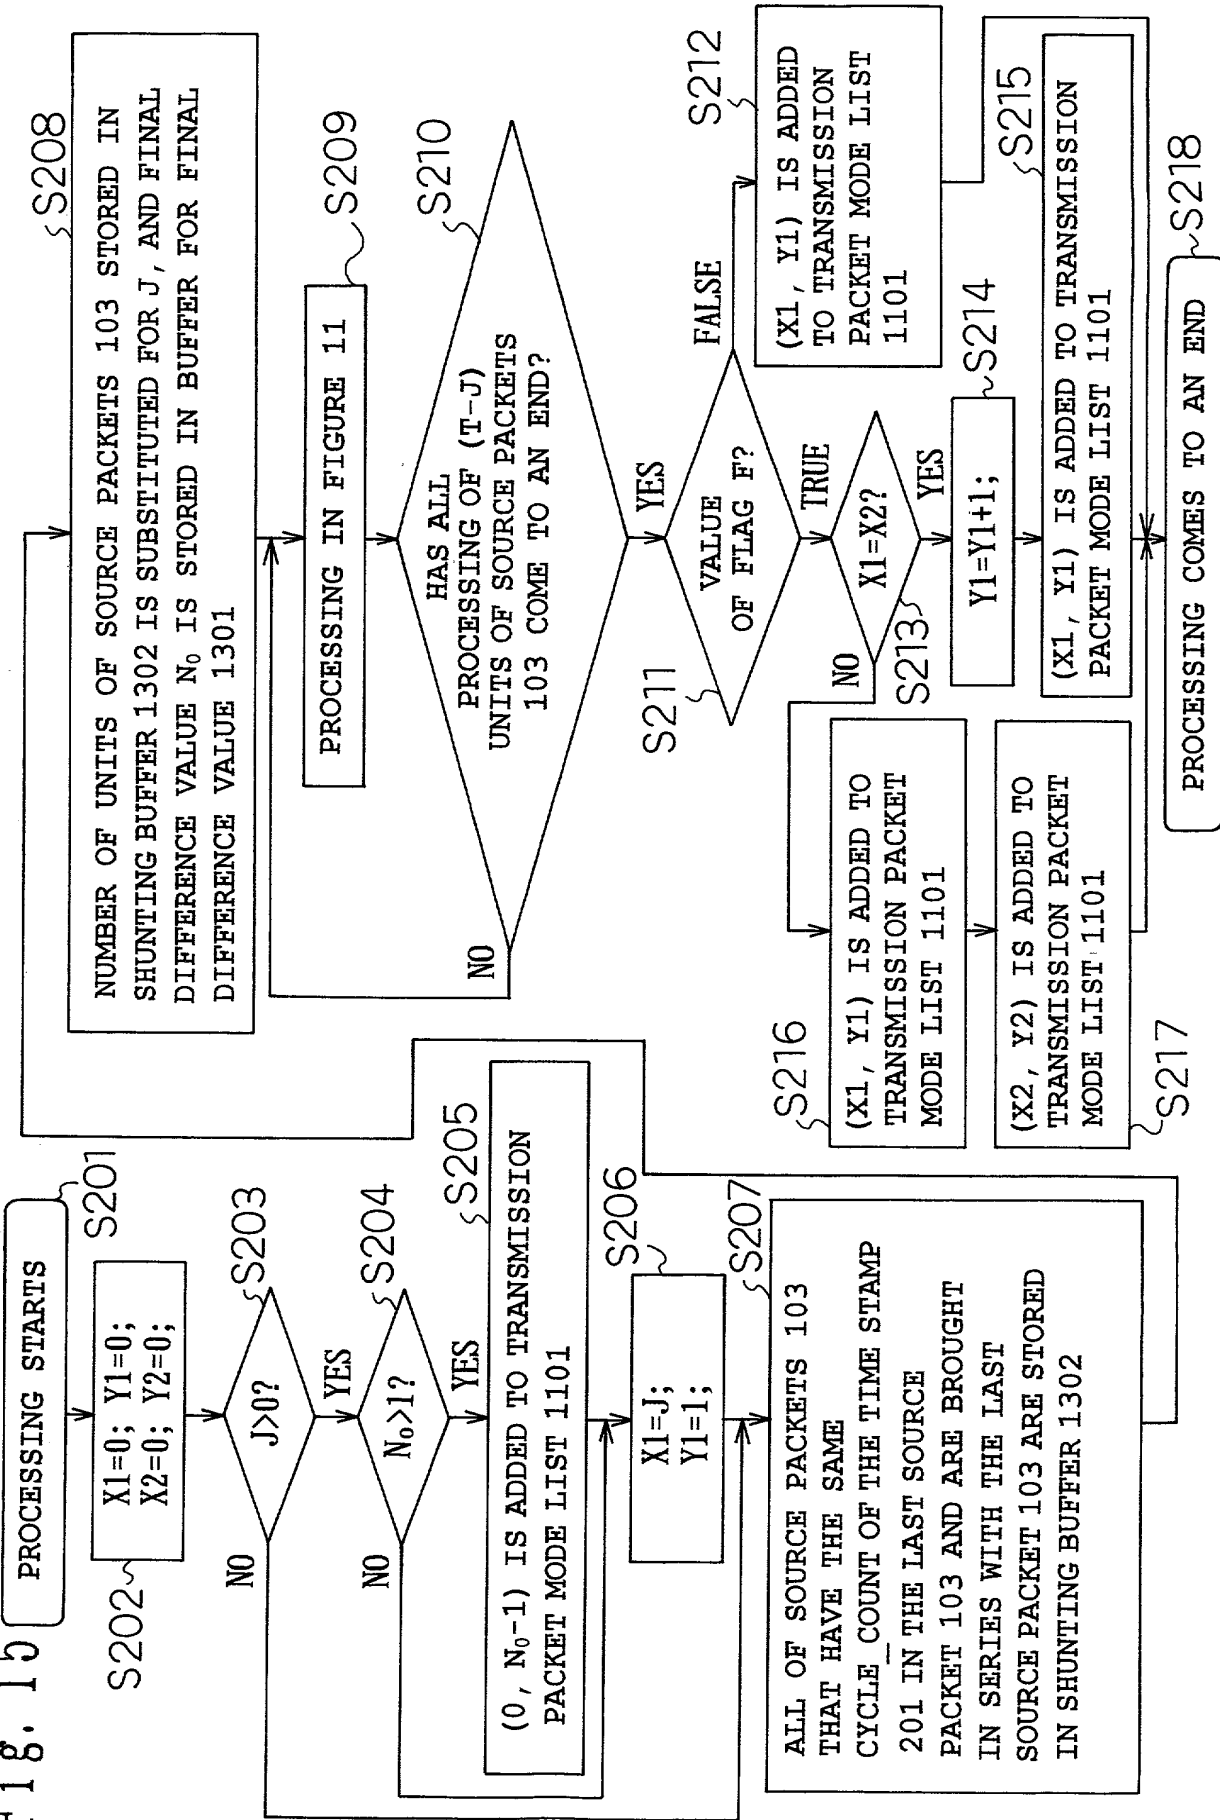 Fig. 15
PROCESSING STARTS
S201
X1=0; Y1=0;
X2=0; Y2=0;
S202
J>0?
S203
NO
YES
N₀>1?
S204
NO
YES
S205
(0, N₀-1) IS ADDED TO TRANSMISSION
PACKET MODE LIST 1101
S206
X1=J;
Y1=1;
S207
ALL OF SOURCE PACKETS 103
THAT HAVE THE SAME
CYCLE_COUNT OF THE TIME STAMP
201 IN THE LAST SOURCE
PACKET 103 AND ARE BROUGHT
IN SERIES WITH THE LAST
SOURCE PACKET 103 ARE STORED
IN SHUNTING BUFFER 1302
S208
NUMBER OF UNITS OF SOURCE PACKETS 103 STORED IN
SHUNTING BUFFER 1302 IS SUBSTITUTED FOR J, AND FINAL
DIFFERENCE VALUE N₀ IS STORED IN BUFFER FOR FINAL
DIFFERENCE VALUE 1301
S209
PROCESSING IN FIGURE 11
S210
HAS ALL
PROCESSING OF (T-J)
UNITS OF SOURCE PACKETS
103 COME TO AN END?
NO
YES
S211
VALUE
OF FLAG F?
FALSE
TRUE
S212
(X1, Y1) IS ADDED
TO TRANSMISSION
PACKET MODE LIST
1101
S213
X1=X2?
NO
YES
S214
Y1=Y1+1;
S215
(X1, Y1) IS ADDED TO TRANSMISSION
PACKET MODE LIST 1101
S216
(X1, Y1) IS ADDED TO
TRANSMISSION PACKET
MODE LIST 1101
S217
(X2, Y2) IS ADDED TO
TRANSMISSION PACKET
MODE LIST 1101
S218
PROCESSING COMES TO AN END